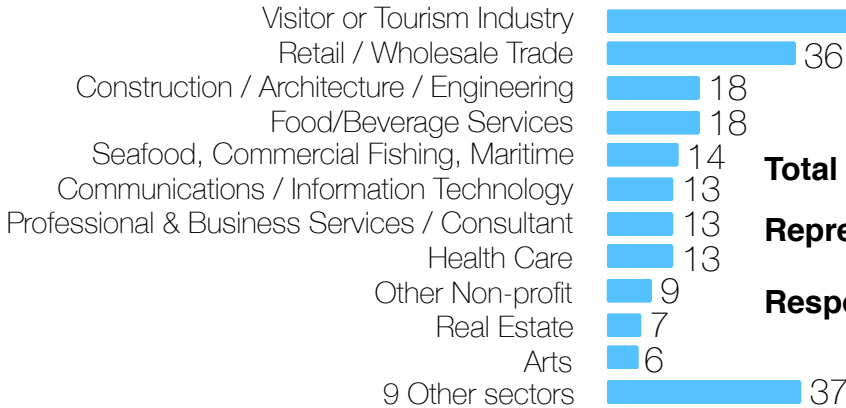 Visitor or Tourism Industry
Retail / Wholesale Trade 36
Construction / Architecture / Engineering 18
Food/Beverage Services 18
Seafood, Commercial Fishing, Maritime 14
Total
Communications / Information Technology 13
Professional & Business Services / Consultant 13
Repre
Health Care 13
Other Non-profit 9
Respo
Real Estate 7
Arts 6
9 Other sectors 37